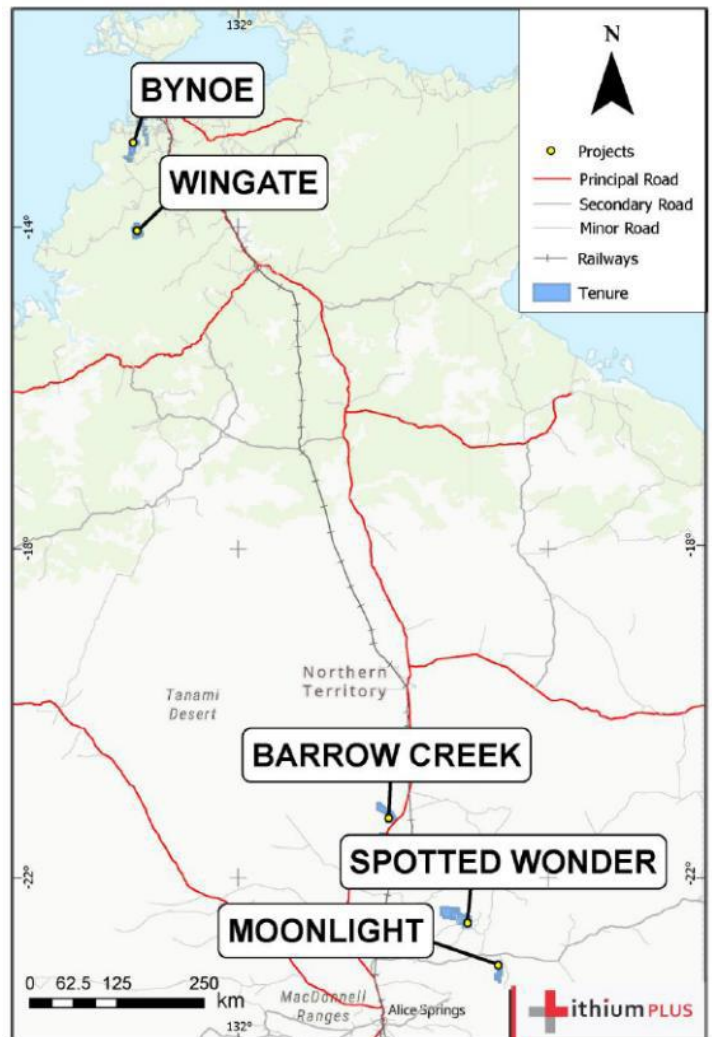 132°
N
BYNOE
Projects
Principal Road
WINGATE
Secondary Road
Minor Road
-14°
Railways
Tenure
-18°
-18°
Northern
Territory
Tanami
Desert
BARROW CREEK
SPOTTED WONDER
-22°
-22°
MOONLIGHT
0 62.5 125 250
km
MacDonnell
Ranges
Alice Springs
ithium PLUS
132°